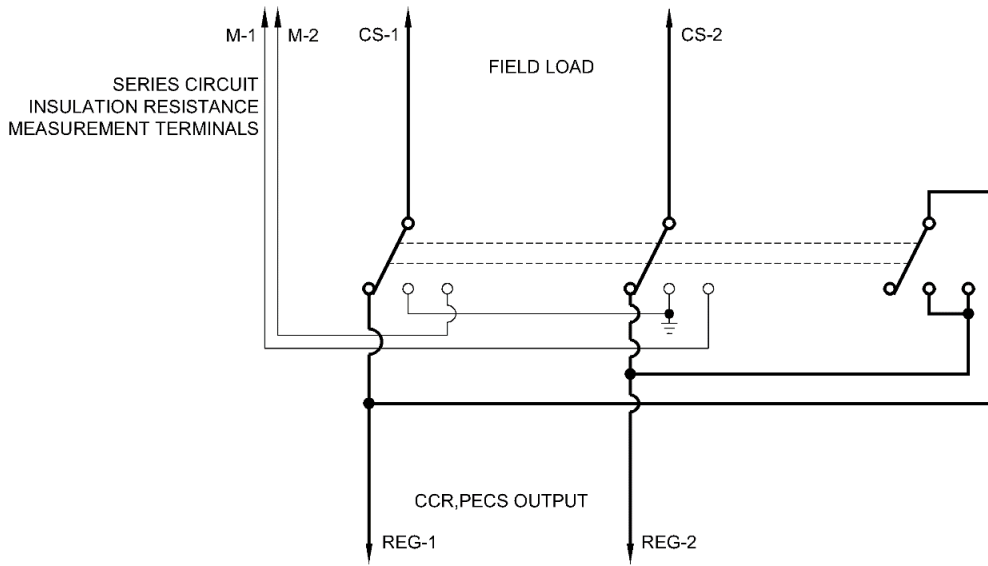 M-1
M-2
CS-1
CS-2
FIELD LOAD
SERIES CIRCUIT
INSULATION RESISTANCE
MEASUREMENT TERMINALS
CCR,PECS OUTPUT
REG-1
REG-2